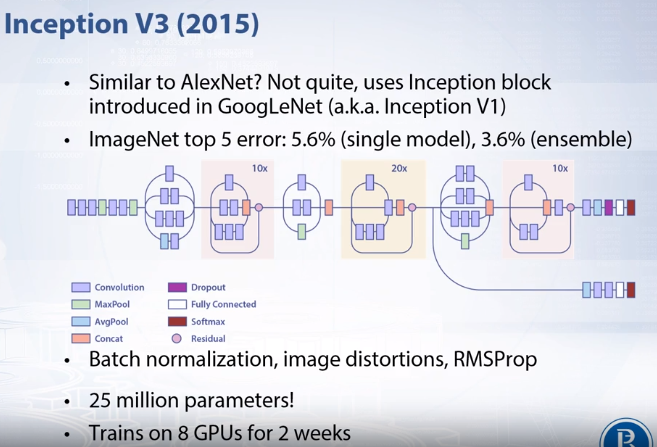 Inception V3 (2015)
• Similar to AlexNet? Not quite, uses Inception block
introduced in GoogLeNet (a.k.a. Inception V1)
• ImageNet top 5 error: 5.6% (single model), 3.6% (ensemble)
10x
20x
10x
Convolution
MaxPool
AvgPool
Concat
Dropout
Fully Connected
Softmax
Residual
• Batch normalization, image distortions, RMSProp
• 25 million parameters!
• Trains on 8 GPUs for 2 weeks